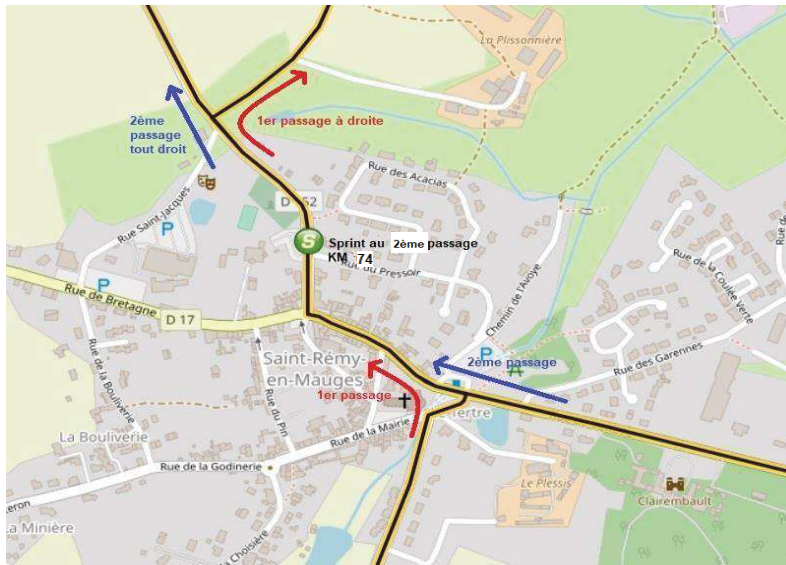 La Plissonnière
2ème
passage
tout droit
1er passage à droite
Rue des Acacias
Rue Saint-Jacques
P
D 62
S
Sprint au 2ème passage
KM 74
Rue du Pressoir
Chemin de l'Avoye
Rue de la Coulée Verte
Rue de
P
Rue de Bretagne
D 17
P
Saint-Rémy-
en-Mauges
2ème passage
Rue des Garennes
1er passage
Rue de la Bouliverie
Rue du Pin
Tertre
La Bouliverie
Rue de la Mairie
Rue de la Godinerie
Le Plessis
Clairembault
La Minière
de la Choisière